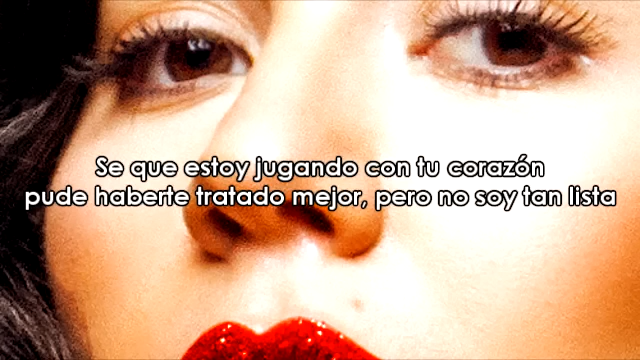 Se que estoy jugando con tu corazón
pude haberte tratado mejor, pero no soy tan lista